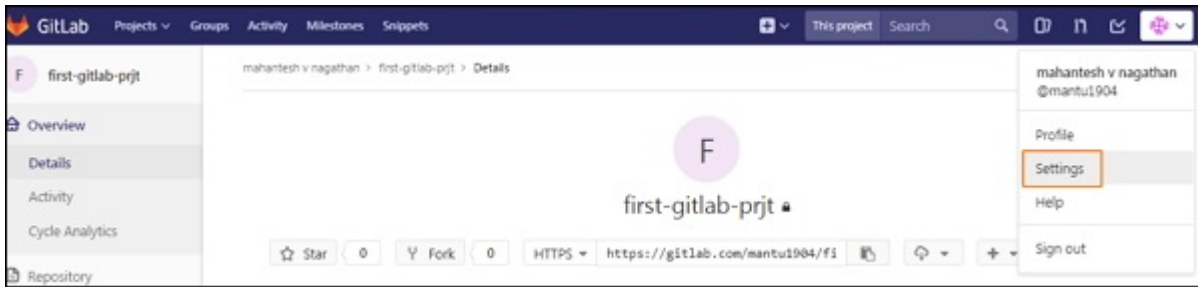 GitLab Projects Groups Activity Milestones Snippets This project Search
F first-gitlab-prjt
mahantesh v nagathan > first-gitlab-prjt > Details
mahantesh v nagathan
@mantu1904
Overview
Details
Activity
Cycle Analytics
Repository
F
first-gitlab-prjt
Star 0 Fork 0 HTTPS https://gitlab.com/mantu1904/fi
Profile
Settings
Help
Sign out